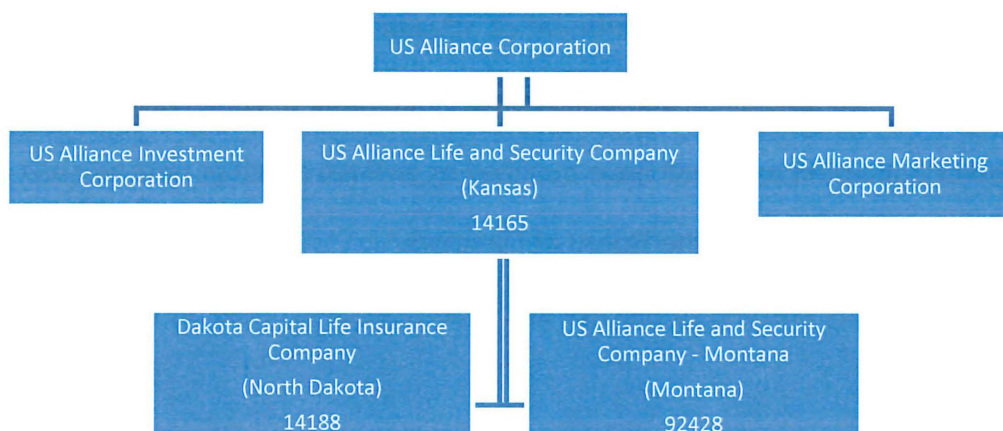 US Alliance Corporation
US Alliance Investment
Corporation
US Alliance Life and Security Company
(Kansas)
14165
US Alliance Marketing
Corporation
Dakota Capital Life Insurance
Company
(North Dakota)
14188
US Alliance Life and Security
Company - Montana
(Montana)
92428